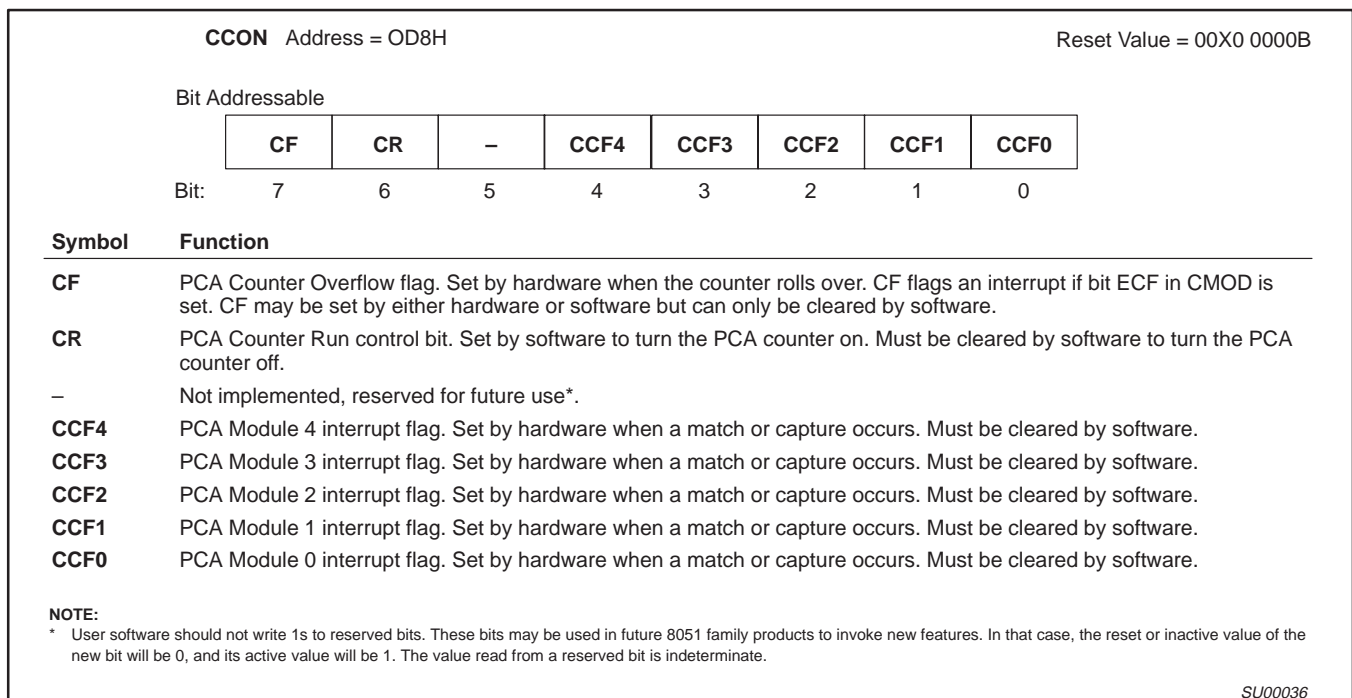 CCON Address = OD8H Reset Value = 00X0 0000B
Bit Addressable
CF CR – CCF4 CCF3 CCF2 CCF1 CCF0
Bit: 7 6 5 4 3 2 1 0
Symbol Function
CF PCA Counter Overflow flag. Set by hardware when the counter rolls over. CF flags an interrupt if bit ECF in CMOD is
set. CF may be set by either hardware or software but can only be cleared by software.
CR PCA Counter Run control bit. Set by software to turn the PCA counter on. Must be cleared by software to turn the PCA
counter off.
– Not implemented, reserved for future use*.
CCF4 PCA Module 4 interrupt flag. Set by hardware when a match or capture occurs. Must be cleared by software.
CCF3 PCA Module 3 interrupt flag. Set by hardware when a match or capture occurs. Must be cleared by software.
CCF2 PCA Module 2 interrupt flag. Set by hardware when a match or capture occurs. Must be cleared by software.
CCF1 PCA Module 1 interrupt flag. Set by hardware when a match or capture occurs. Must be cleared by software.
CCF0 PCA Module 0 interrupt flag. Set by hardware when a match or capture occurs. Must be cleared by software.
NOTE:
* User software should not write 1s to reserved bits. These bits may be used in future 8051 family products to invoke new features. In that case, the reset or inactive value of the
new bit will be 0, and its active value will be 1. The value read from a reserved bit is indeterminate.
SU00036